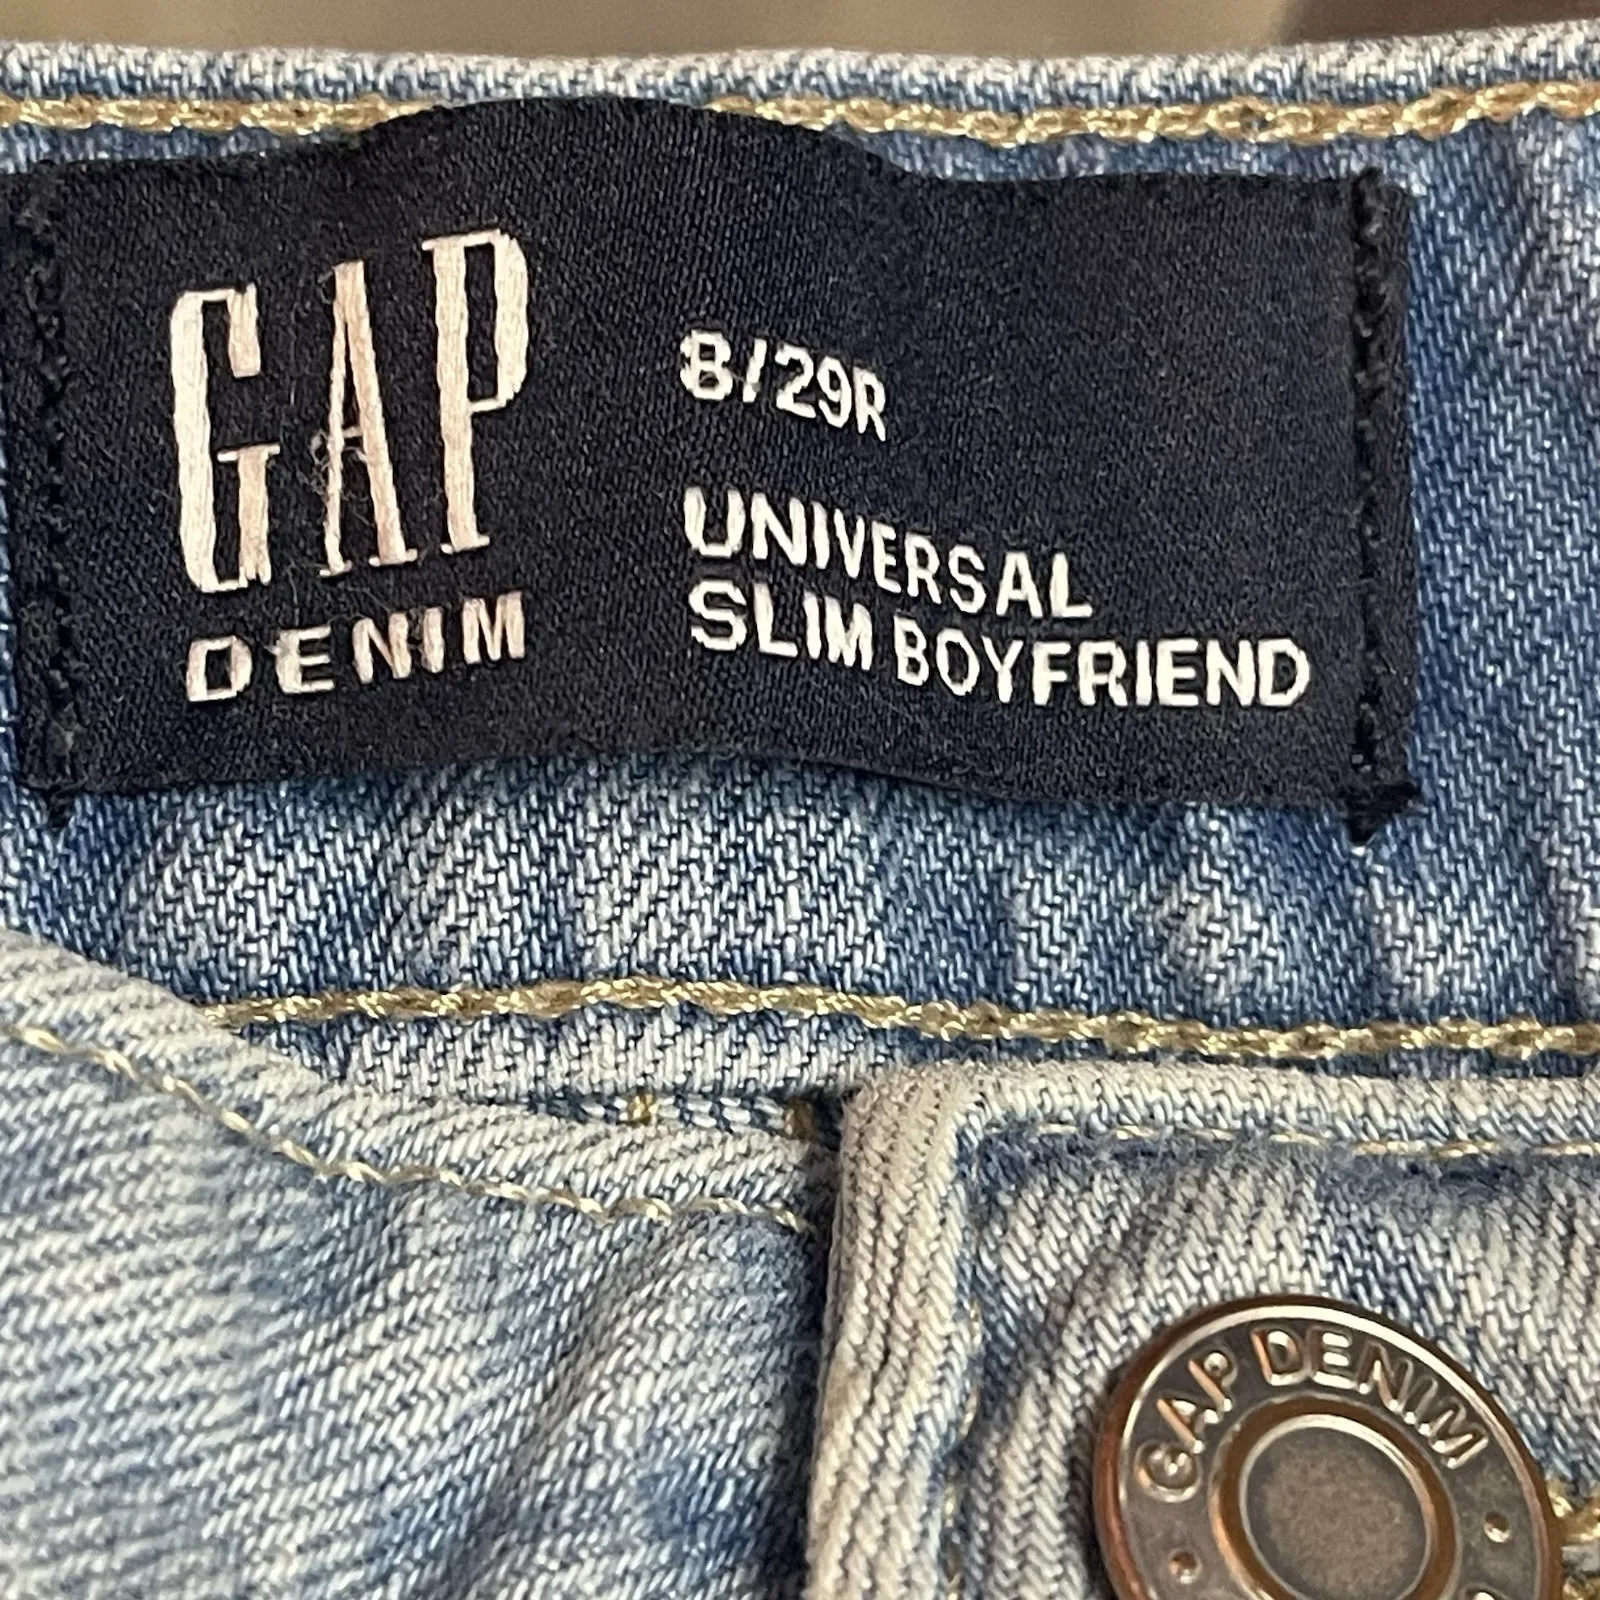 GAP
DENIM
8/29R
UNIVERSAL
SLIM BOYFRIEND
GAP DENIM